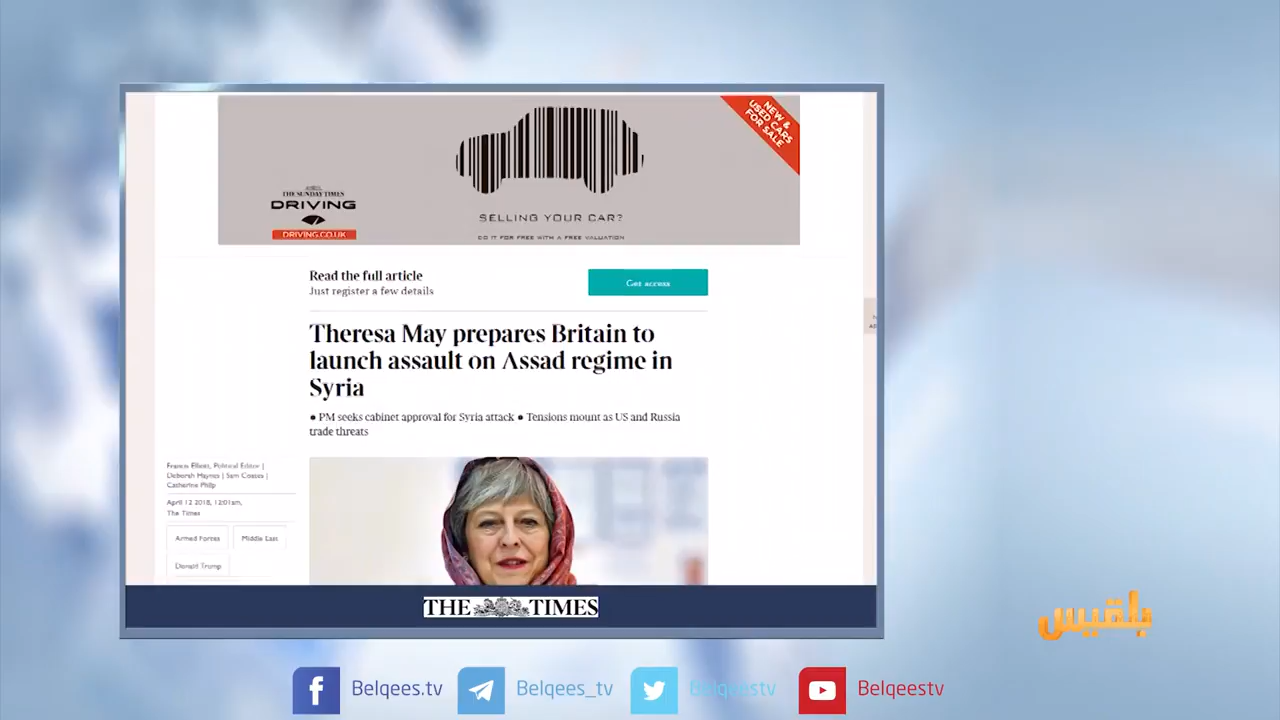 NEW &
USED CARS
FOR SALE
THE SUNDAY TIMES
DRIVING
DRIVING.CO.UK
SELLING YOUR CAR?
DO IT FOR FREE WITH A FREE VALUATION
Read the full article
Just register a few details
Get access
Theresa May prepares Britain to
launch assault on Assad regime in
Syria
● PM seeks cabinet approval for Syria attack ● Tensions mount as US and Russia
trade threats
Francis Elliott, Political Editor |
Deborah Haynes | Sam Coates |
Catherine Philp
April 12 2018, 12:01am,
The Times
Armed Forces
Middle East
Donald Trump
THE TIMES
بلقيس
Belqees.tv
Belqees_tv
Belqeestv
Belqeestv